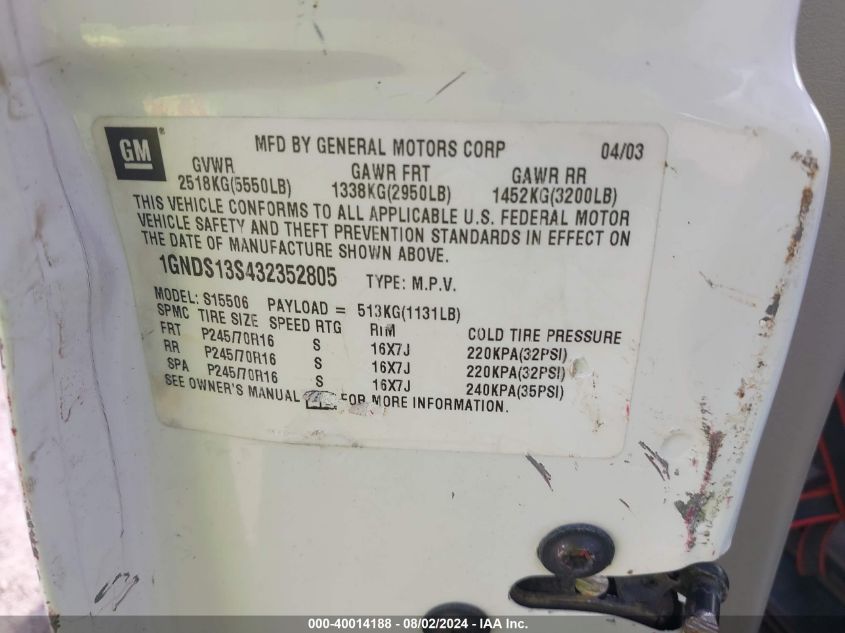 GM MFD BY GENERAL MOTORS CORP 04/03
GVWR GAWR FRT GAWR RR
2518KG(5550LB) 1338KG(2950LB) 1452KG(3200LB)
THIS VEHICLE CONFORMS TO ALL APPLICABLE U.S. FEDERAL MOTOR
VEHICLE SAFETY AND THEFT PREVENTION STANDARDS IN EFFECT ON
THE DATE OF MANUFACTURE SHOWN ABOVE.
1GNDS13S432352805 TYPE: M.P.V.
MODEL: S15506 PAYLOAD = 513KG(1131LB)
SPMC TIRE SIZE SPEED RTG RIM COLD TIRE PRESSURE
FRT P245/70R16 S 16X7J 220KPA(32PSI)
RR P245/70R16 S 16X7J 220KPA(32PSI)
SPA P245/70R16 S 16X7J 240KPA(35PSI)
SEE OWNER'S MANUAL FOR MORE INFORMATION.
000-40014188 - 08/02/2024 - IAA Inc.